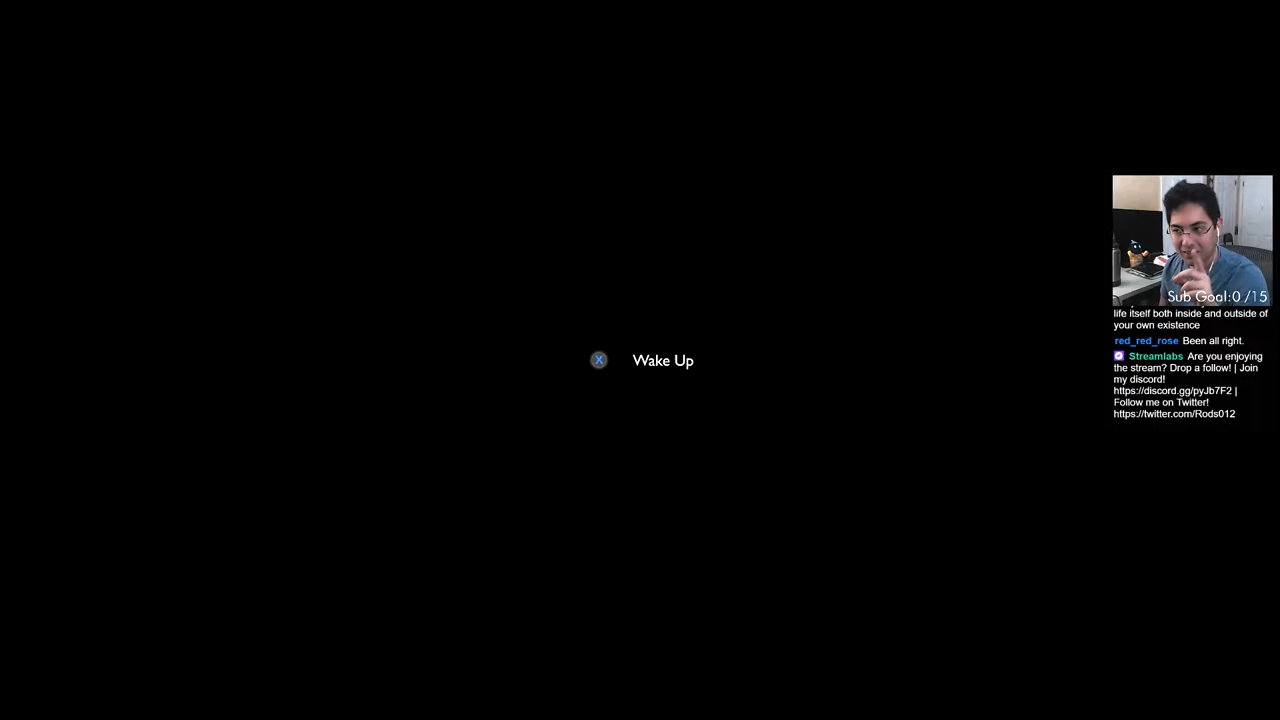 X Wake Up
Sub Goal:0 /15
life itself both inside and outside of
your own existence
red_red_rose Been all right.
Streamlabs Are you enjoying
the stream? Drop a follow! | Join
my discord!
https://discord.gg/pyJb7F2 |
Follow me on Twitter!
https://twitter.com/Rods012